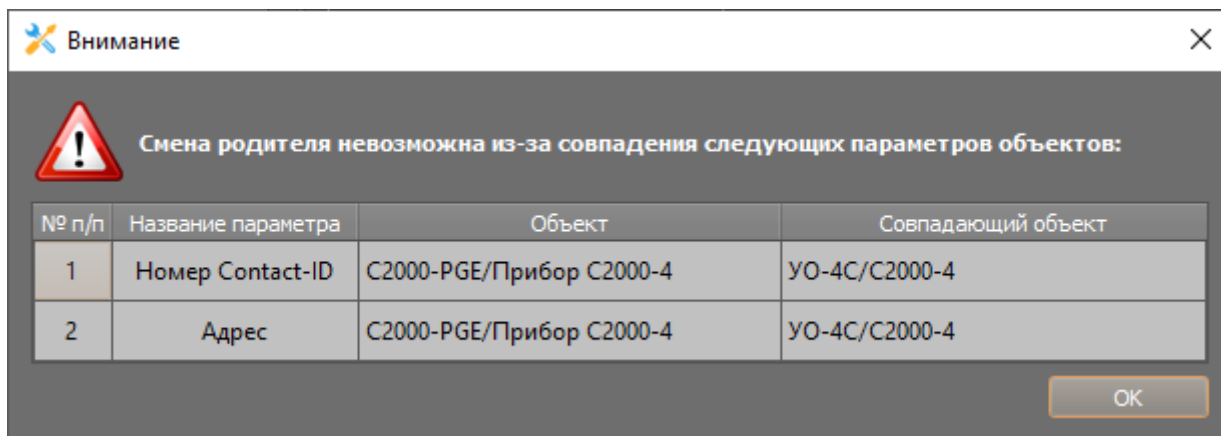 Внимание
Смена родителя невозможна из-за совпадения следующих параметров объектов:
№ п/п Название параметра Объект Совпадающий объект
1 Номер Contact-ID С2000-PGE/Прибор С2000-4 УО-4С/С2000-4
2 Адрес С2000-PGE/Прибор С2000-4 УО-4С/С2000-4
OK